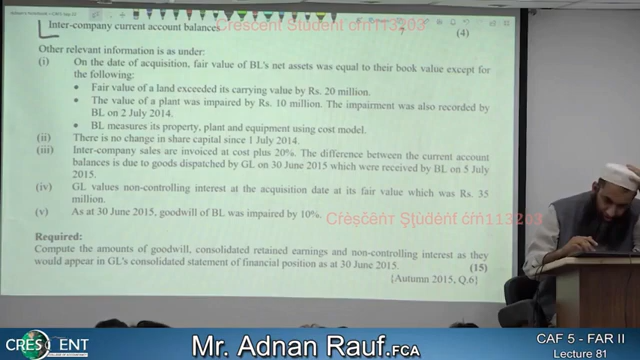 Inter-company current account balances
Crescent Student crn113203
(4)
Other relevant information is as under:
(i) On the date of acquisition, fair value of BL's net assets was equal to their book value except for
the following:
• Fair value of a land exceeded its carrying value by Rs. 20 million.
• The value of a plant was impaired by Rs. 10 million. The impairment was also recorded by
BL on 2 July 2014.
• BL measures its property, plant and equipment using cost model.
(ii) There is no change in share capital since 1 July 2014.
(iii) Inter-company sales are invoiced at cost plus 20%. The difference between the current account
balances is due to goods dispatched by GL on 30 June 2015 which were received by BL on 5 July
2015.
(iv) GL values non-controlling interest at the acquisition date at its fair value which was Rs. 35
million.
(v) As at 30 June 2015, goodwill of BL was impaired by 10%.
Crescent Student crn113203
Required:
Compute the amounts of goodwill, consolidated retained earnings and non-controlling interest as they
would appear in GL's consolidated statement of financial position as at 30 June 2015. (15)
{Autumn 2015, Q.6}
CRESCENT
Mr. Adnan Rauf.FCA
CAF 5 - FAR II
Lecture 81